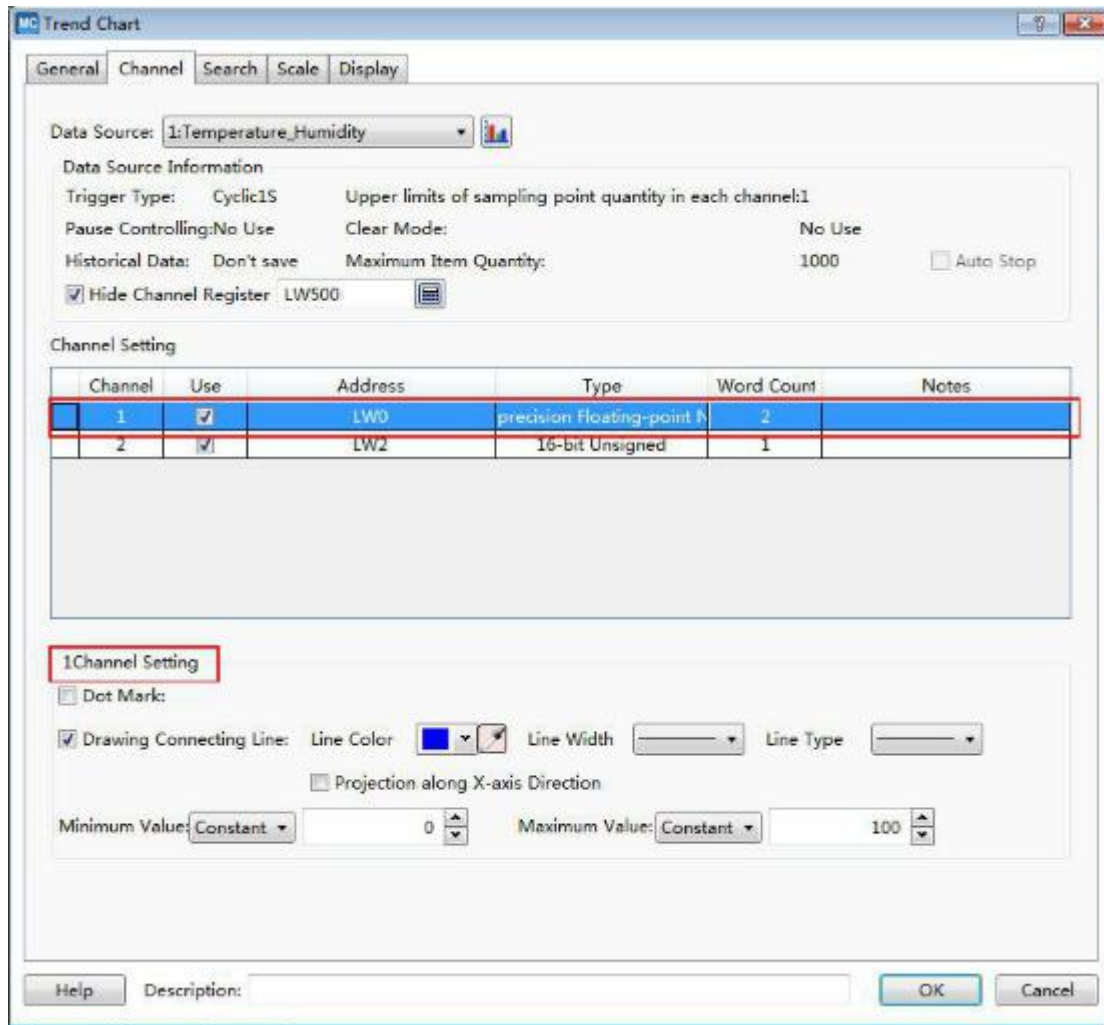 MC Trend Chart
General Channel Search Scale Display
Data Source: 1:Temperature_Humidity
Data Source Information
Trigger Type: Cyclic1S Upper limits of sampling point quantity in each channel:1
Pause Controlling:No Use Clear Mode: No Use
Historical Data: Don't save Maximum Item Quantity: 1000 Auto Stop
Hide Channel Register LW500
Channel Setting
Channel Use Address Type Word Count Notes
1 LW0 precision Floating-point N 2
2 LW2 16-bit Unsigned 1
1Channel Setting
Dot Mark:
Drawing Connecting Line: Line Color Line Width Line Type
Projection along X-axis Direction
Minimum Value: Constant 0 Maximum Value: Constant 100
Help Description: OK Cancel